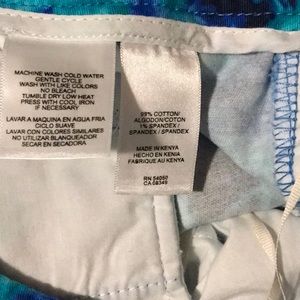 MACHINE WASH COLD WATER
GENTLE CYCLE
WASH WITH LIKE COLORS
NO BLEACH
TUMBLE DRY LOW HEAT
PRESS WITH COOL IRON
IF NECESSARY
LAVAR A MAQUINA EN AGUA FRIA
CICLO SUAVE
LAVAR CON COLORES SIMILARES
NO UTILIZAR BLANQUEADOR
SECAR EN SECADORA
99% COTTON/
ALGODON/COTON
1% SPANDEX /
SPANDEX / SPANDEX
MADE IN KENYA
HECHO EN KENIA
FABRIQUE AU KENYA
RN 54050
CA 08349